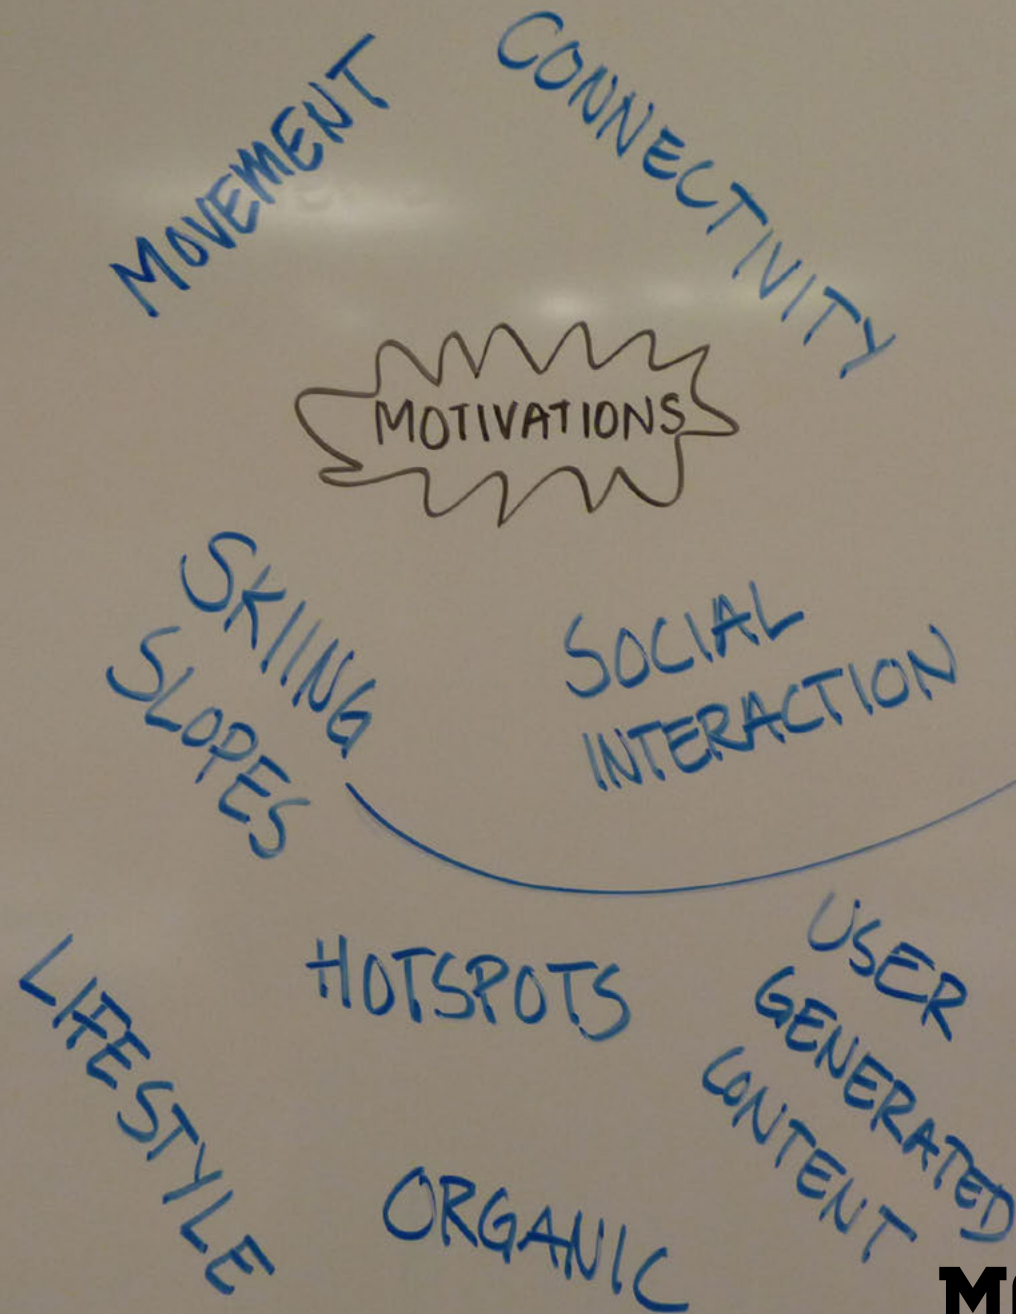 MOVEMENT
CONNECTIVITY
MOTIVATIONS
SKIING
SLOPES
SOCIAL
INTERACTION
LIFESTYLE
HOTSPOTS
USER
GENERATED
CONTENT
ORGANIC